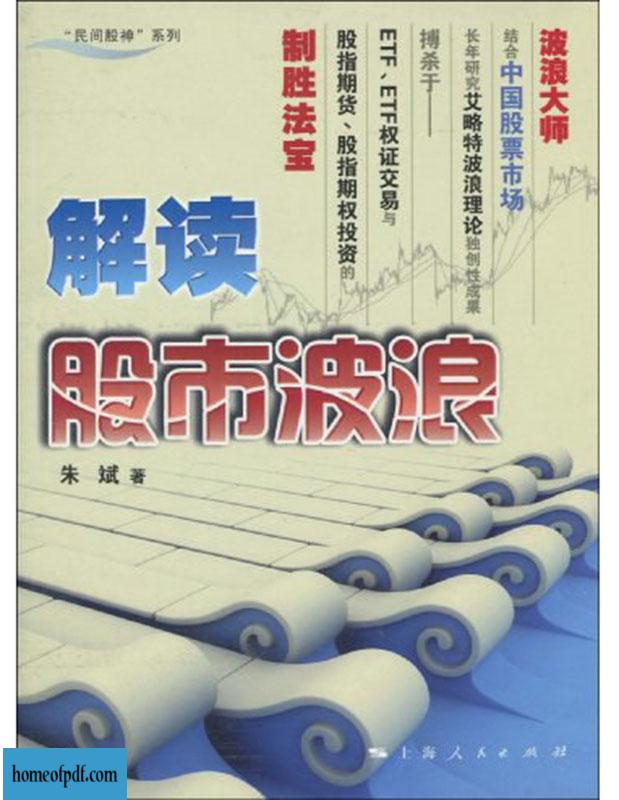 “民间股神”系列
波浪大师
结合中国股票市场
长年研究艾略特波浪理论独创性成果
搏杀于——
ETF、ETF权证交易与
股指期货、股指期权投资的
制胜法宝
解读
股市波浪
朱斌 著
上海人民出版社
homeofpdf.com